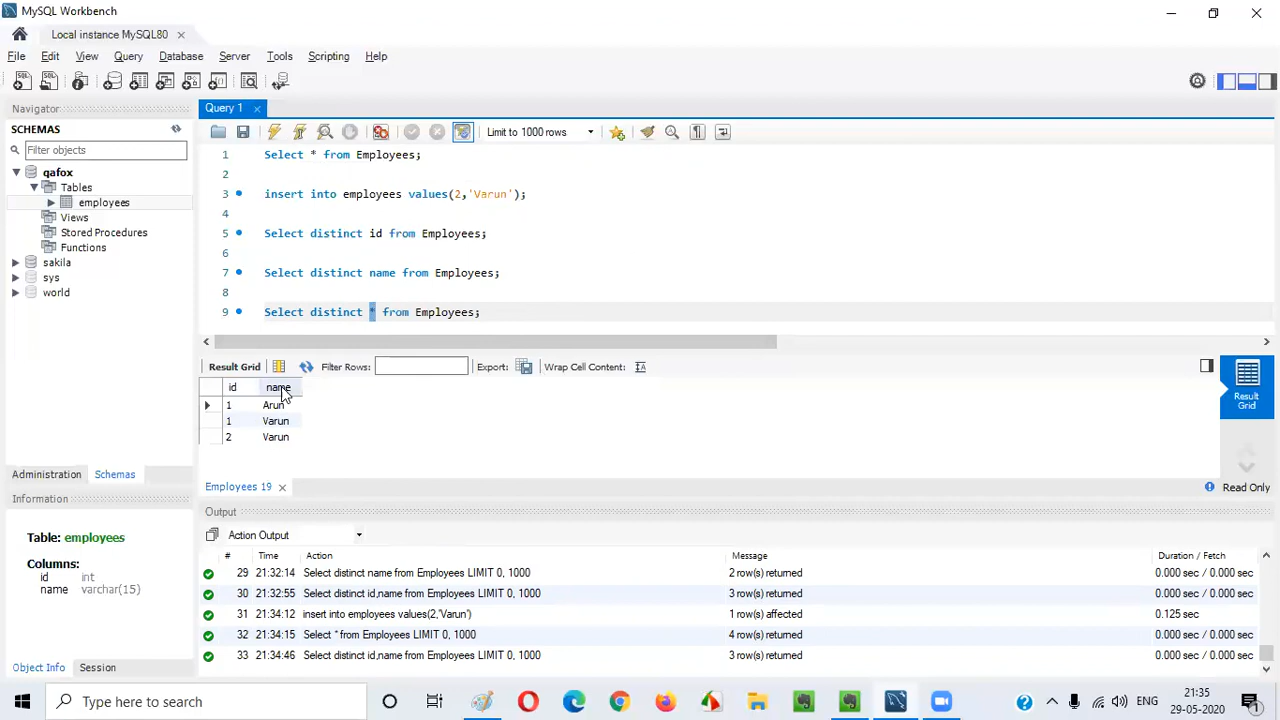 MySQL Workbench
Local instance MySQL80
File Edit View Query Database Server Tools Scripting Help
Navigator
SCHEMAS
Filter objects
qafox
Tables
employees
Views
Stored Procedures
Functions
sakila
sys
world
Administration Schemas
Information
Table: employees
Columns:
id int
name varchar(15)
Object Info Session
Query 1
Limit to 1000 rows
1 Select * from Employees;
2
3 insert into employees values(2,'Varun');
4
5 Select distinct id from Employees;
6
7 Select distinct name from Employees;
8
9 Select distinct * from Employees;
Result Grid Filter Rows: Export: Wrap Cell Content:
id name
1 Arun
1 Varun
2 Varun
Result
Grid
Employees 19 Read Only
Output
Action Output
# Time Action Message Duration / Fetch
29 21:32:14 Select distinct name from Employees LIMIT 0, 1000 2 row(s) returned 0.000 sec / 0.000 sec
30 21:32:55 Select distinct id,name from Employees LIMIT 0, 1000 3 row(s) returned 0.000 sec / 0.000 sec
31 21:34:12 insert into employees values(2,'Varun') 1 row(s) affected 0.125 sec
32 21:34:15 Select * from Employees LIMIT 0, 1000 4 row(s) returned 0.000 sec / 0.000 sec
33 21:34:46 Select distinct id,name from Employees LIMIT 0, 1000 3 row(s) returned 0.000 sec / 0.000 sec
Type here to search
ENG
21:35
29-05-2020